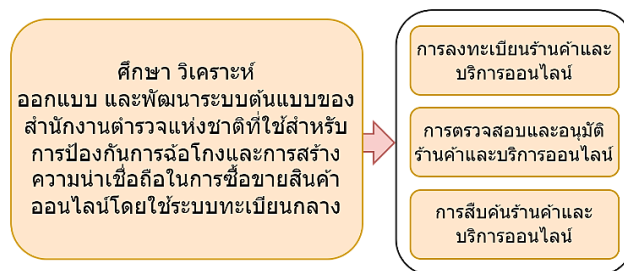 ศึกษา วิเคราะห์
ออกแบบ และพัฒนาระบบต้นแบบของ
สำนักงานตำรวจแห่งชาติที่ใช้สำหรับ
การป้องกันการฉ้อโกงและการสร้าง
ความน่าเชื่อถือในการซื้อขายสินค้า
ออนไลน์โดยใช้ระบบทะเบียนกลาง
การลงทะเบียนร้านค้าและ
บริการออนไลน์
การตรวจสอบและอนุมัติ
ร้านค้าและบริการออนไลน์
การสืบค้นร้านค้าและ
บริการออนไลน์